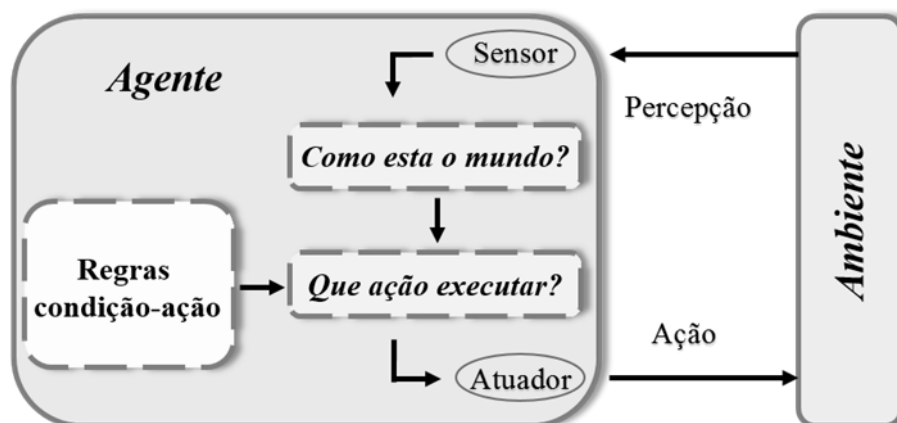 Agente
Sensor
Percepção
Como esta o mundo?
Regras
condição-ação
Que ação executar?
Ação
Atuador
Ambiente